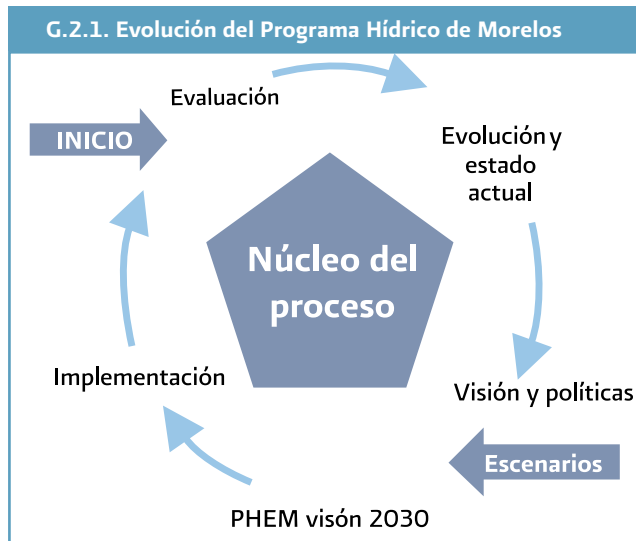 G.2.1. Evolución del Programa Hídrico de Morelos
Evaluación
INICIO
Evolución y
estado
actual
Núcleo del
proceso
Implementación
Visión y políticas
Escenarios
PHEM visón 2030